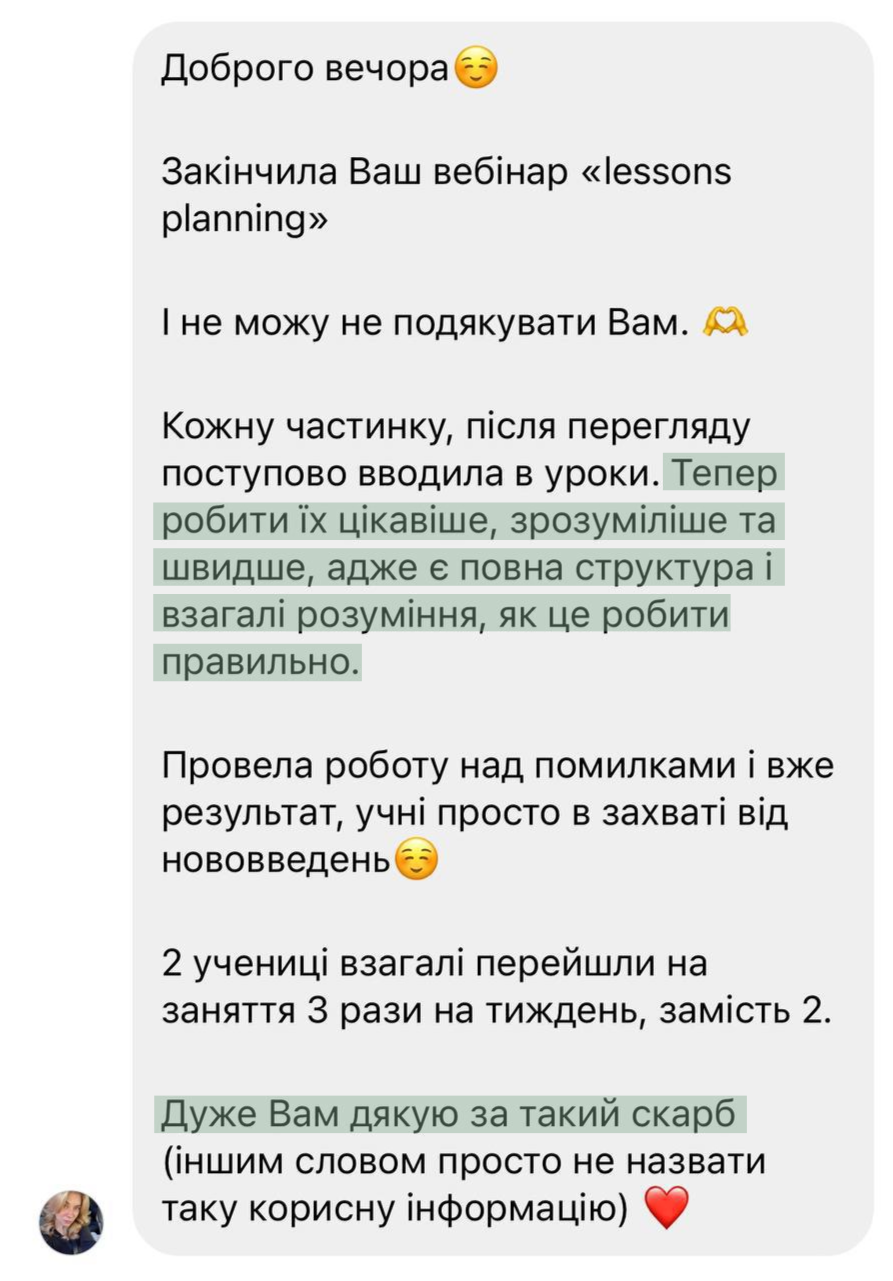 Доброго вечора☺️
Закінчила Ваш вебінар «lessons
planning»
І не можу не подякувати Вам. 🫶
Кожну частинку, після перегляду
поступово вводила в уроки. Тепер
робити їх цікавіше, зрозуміліше та
швидше, адже є повна структура і
взагалі розуміння, як це робити
правильно.
Провела роботу над помилками і вже
результат, учні просто в захваті від
нововведень☺️
2 учениці взагалі перейшли на
заняття 3 рази на тиждень, замість 2.
Дуже Вам дякую за такий скарб
(іншим словом просто не назвати
таку корисну інформацію) ❤️